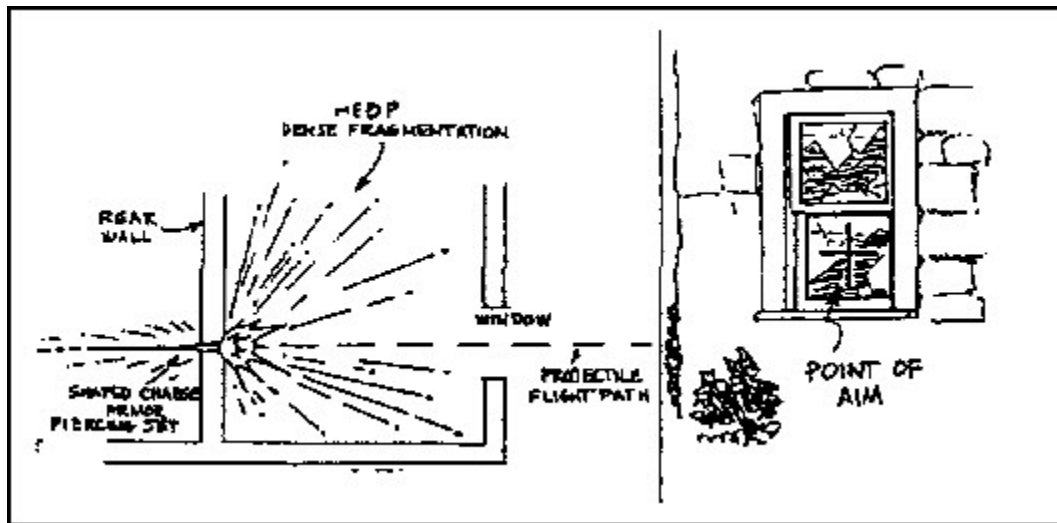 HEDP
DENSE FRAGMENTATION
REAR
WALL
WINDOW
SHAPED CHARGE
ARMOR
PIERCING JET
PROJECTILE
FLIGHT PATH
POINT OF
AIM